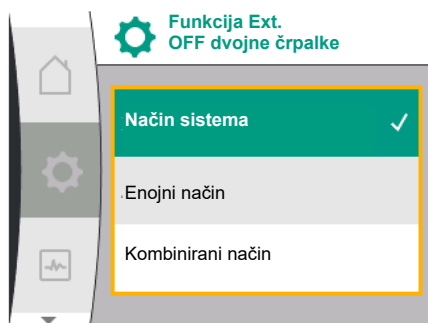 Funkcija Ext.
OFF dvojne črpalke
Način sistema
Enojni način
Kombinirani način